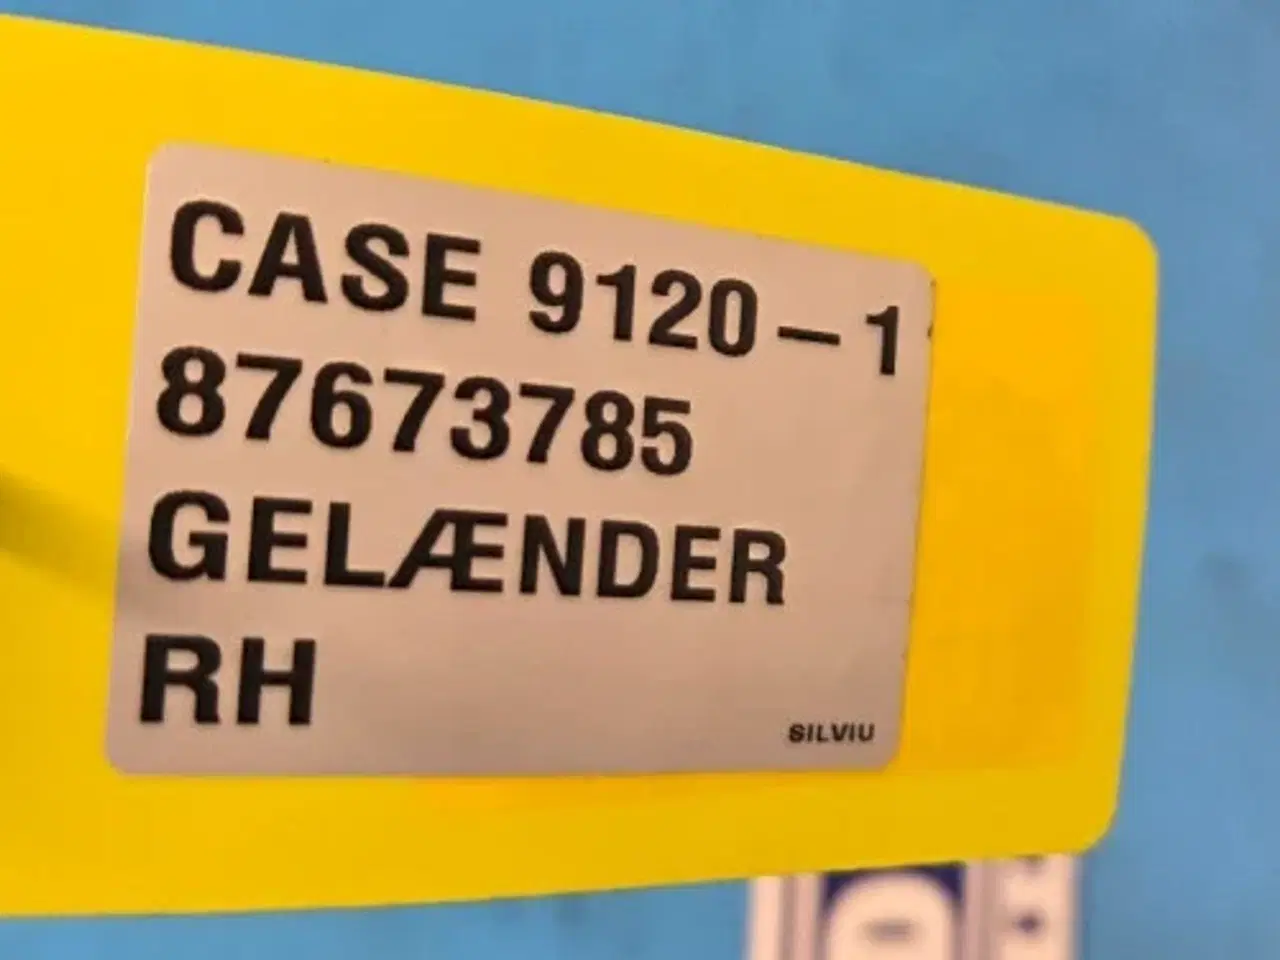 CASE 9120-1
87673785
GELÆNDER
RH
SILVIU